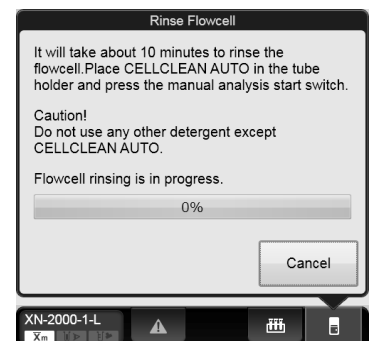 Rinse Flowcell
It will take about 10 minutes to rinse the
flowcell.Place CELLCLEAN AUTO in the tube
holder and press the manual analysis start switch.
Caution!
Do not use any other detergent except
CELLCLEAN AUTO.
Flowcell rinsing is in progress.
0%
Cancel
XN-2000-1-L
Xm